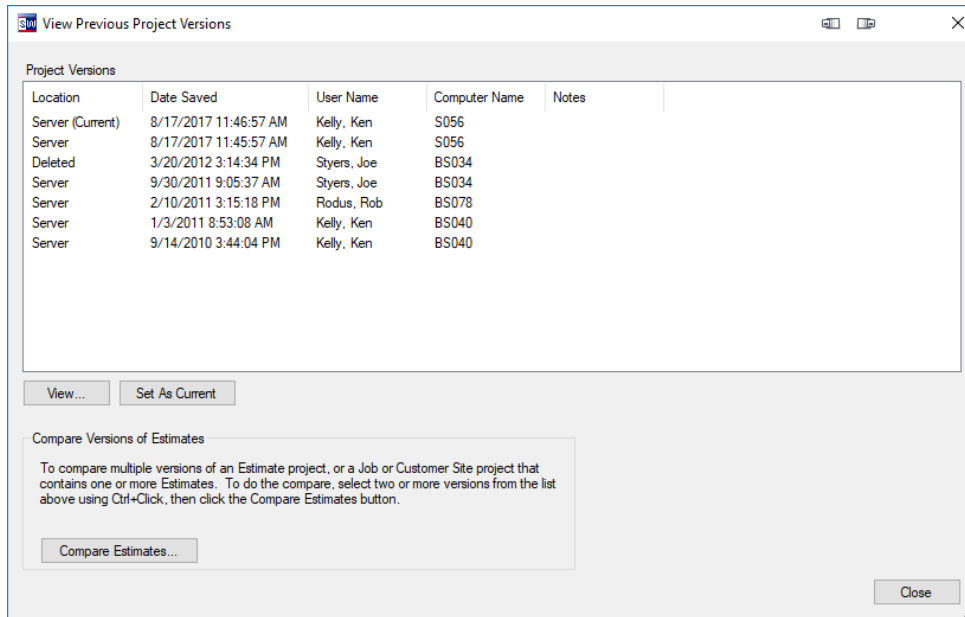 SW View Previous Project Versions
Project Versions
Location Date Saved User Name Computer Name Notes
Server (Current) 8/17/2017 11:46:57 AM Kelly, Ken S056
Server 8/17/2017 11:45:57 AM Kelly, Ken S056
Deleted 3/20/2012 3:14:34 PM Styers, Joe BS034
Server 9/30/2011 9:05:37 AM Styers, Joe BS034
Server 2/10/2011 3:15:18 PM Rodus, Rob BS078
Server 1/3/2011 8:53:08 AM Kelly, Ken BS040
Server 9/14/2010 3:44:04 PM Kelly, Ken BS040
View... Set As Current
Compare Versions of Estimates
To compare multiple versions of an Estimate project, or a Job or Customer Site project that
contains one or more Estimates. To do the compare, select two or more versions from the list
above using Ctrl+Click, then click the Compare Estimates button.
Compare Estimates...
Close